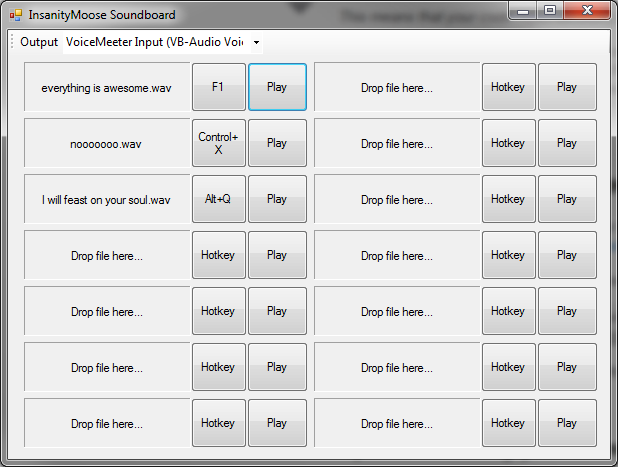 InsanityMoose Soundboard
Output VoiceMeeter Input (VB-Audio Voi
everything is awesome.wav F1 Play Drop file here... Hotkey Play
nooooooo.wav Control+
X Play Drop file here... Hotkey Play
I will feast on your soul.wav Alt+Q Play Drop file here... Hotkey Play
Drop file here... Hotkey Play Drop file here... Hotkey Play
Drop file here... Hotkey Play Drop file here... Hotkey Play
Drop file here... Hotkey Play Drop file here... Hotkey Play
Drop file here... Hotkey Play Drop file here... Hotkey Play